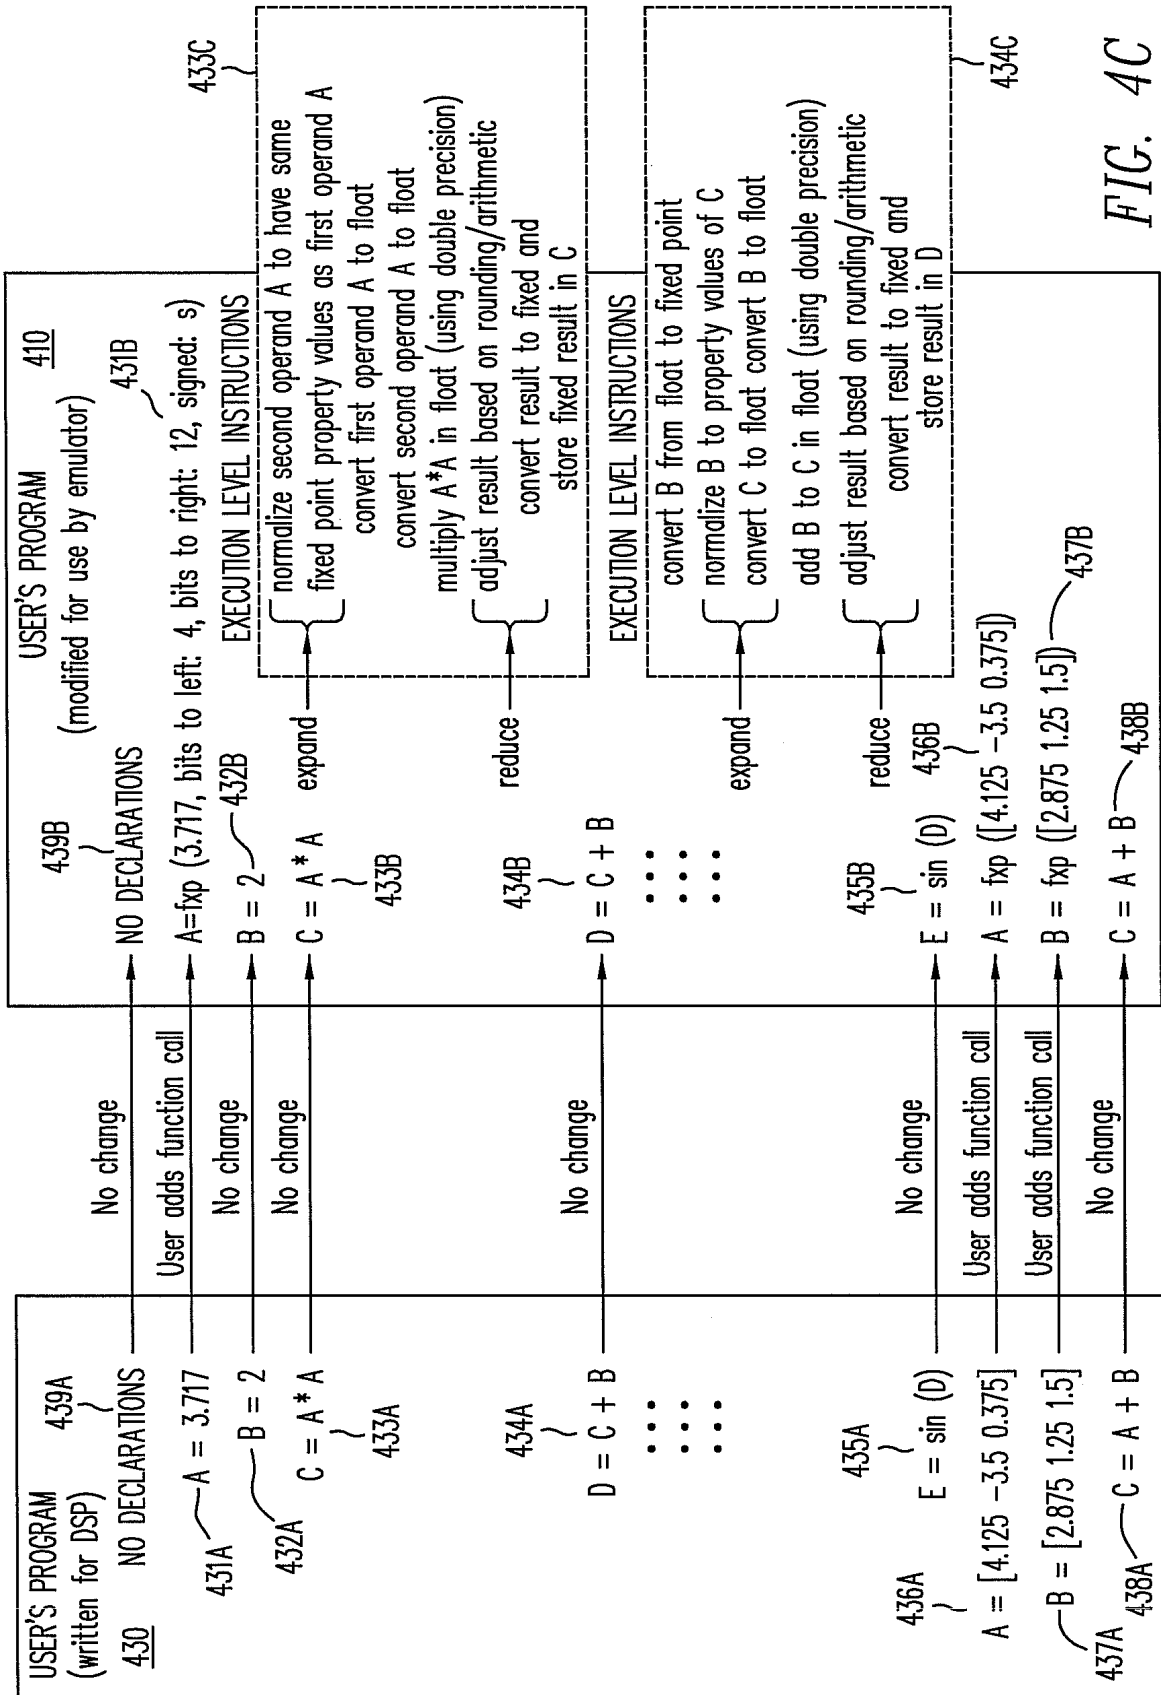 USER'S PROGRAM
(written for DSP)
430
439A
NO DECLARATIONS
431A
A = 3.717
432A
B = 2
C = A* A
433A
434A
D = C + B
435A
E = sin (D)
436A
A = [4.125 -3.5 0.375]
B = [2.875 1.25 1.5]
437A
438A
C = A + B
No change
User adds function call
No change
No change
No change
No change
User adds function call
User adds function call
No change
USER'S PROGRAM
(modified for use by emulator)
410
439B
NO DECLARATIONS
431B
A=fxp (3.717, bits to left: 4, bits to right: 12, signed: s)
B = 2
432B
C = A* A
433B
EXECUTION LEVEL INSTRUCTIONS
433C
expand
normalize second operand A to have same
fixed point property values as first operand A
convert first operand A to float
convert second operand A to float
multiply A*A in float (using double precision)
reduce
adjust result based on rounding/arithmetic
convert result to fixed and
store fixed result in C
434B
D = C + B
EXECUTION LEVEL INSTRUCTIONS
convert B from float to fixed point
expand
normalize B to property values of C
convert C to float convert B to float
add B to C in float (using double precision)
reduce
adjust result based on rounding/arithmetic
convert result to fixed and
store result in D
434C
435B
E = sin (D)
436B
A = fxp ([4.125 -3.5 0.375])
B = fxp ([2.875 1.25 1.5])
437B
C = A + B
438B
FIG. 4C